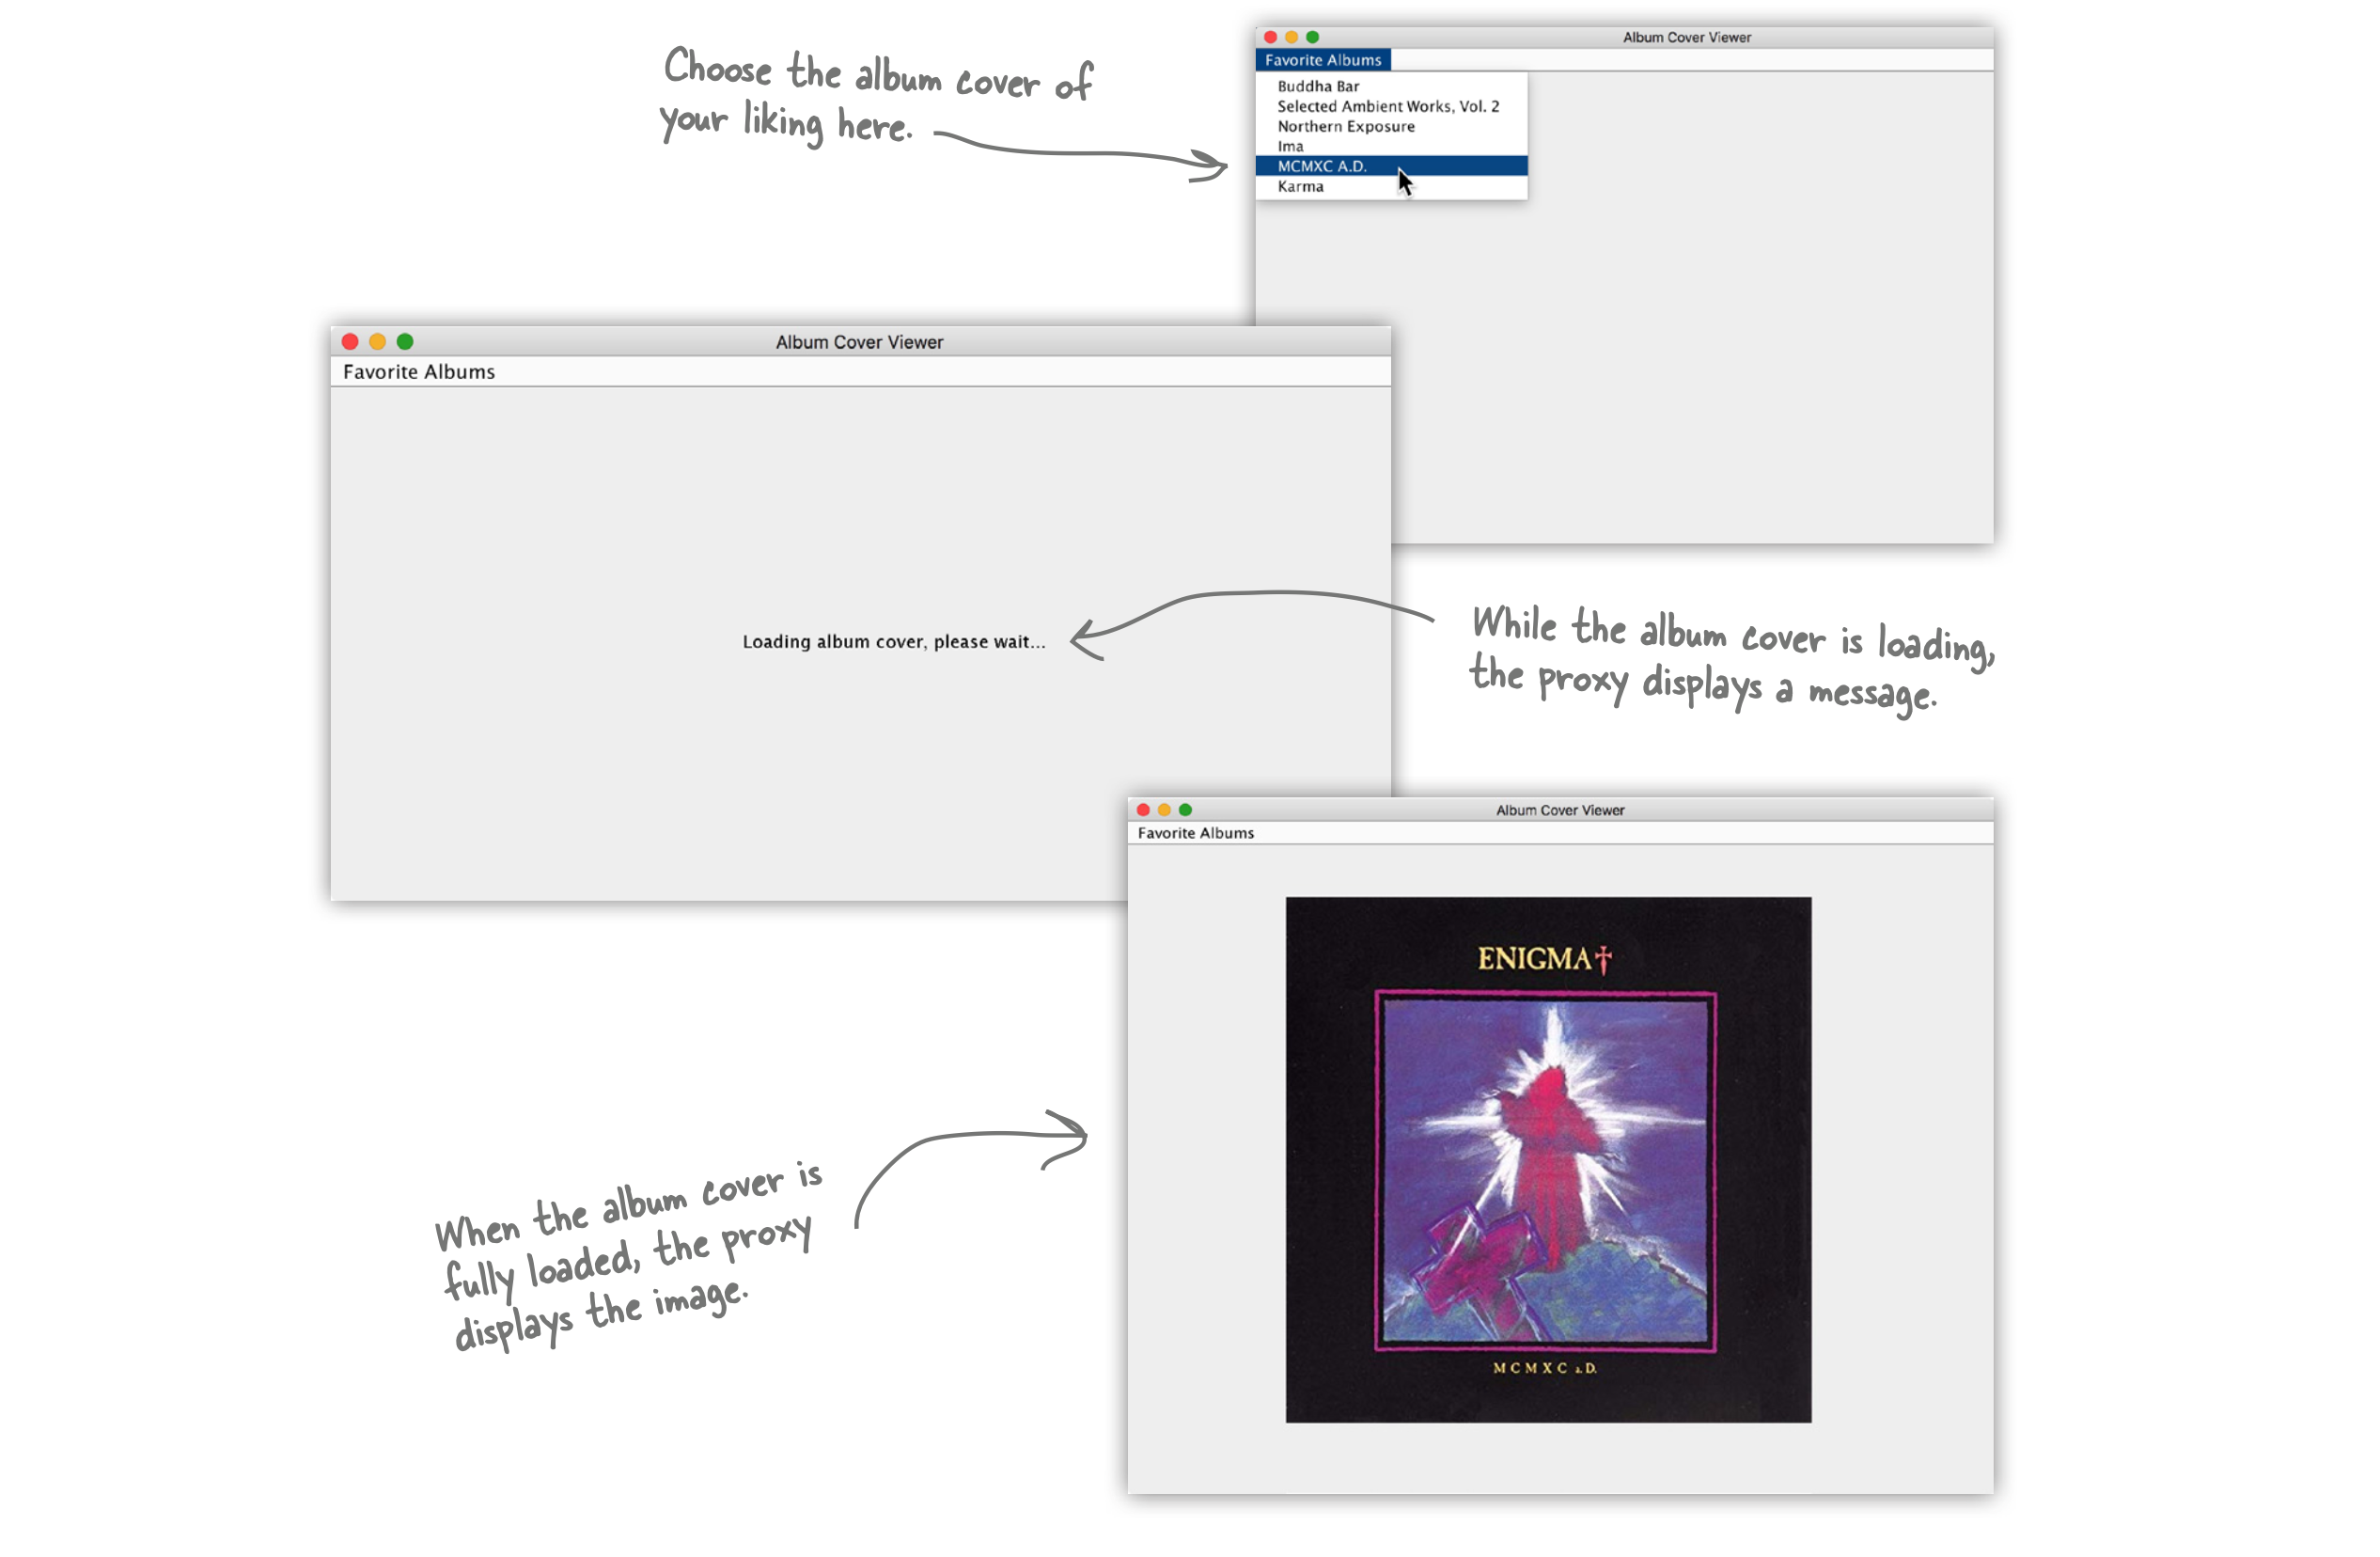 Choose the album cover of
your liking here.
Album Cover Viewer
Favorite Albums
Buddha Bar
Selected Ambient Works, Vol. 2
Northern Exposure
Ima
MCMXC A.D.
Karma
Album Cover Viewer
Favorite Albums
Loading album cover, please wait...
While the album cover is loading,
the proxy displays a message.
Album Cover Viewer
Favorite Albums
ENIGMA
MCMXC a.D.
When the album cover is
fully loaded, the proxy
displays the image.